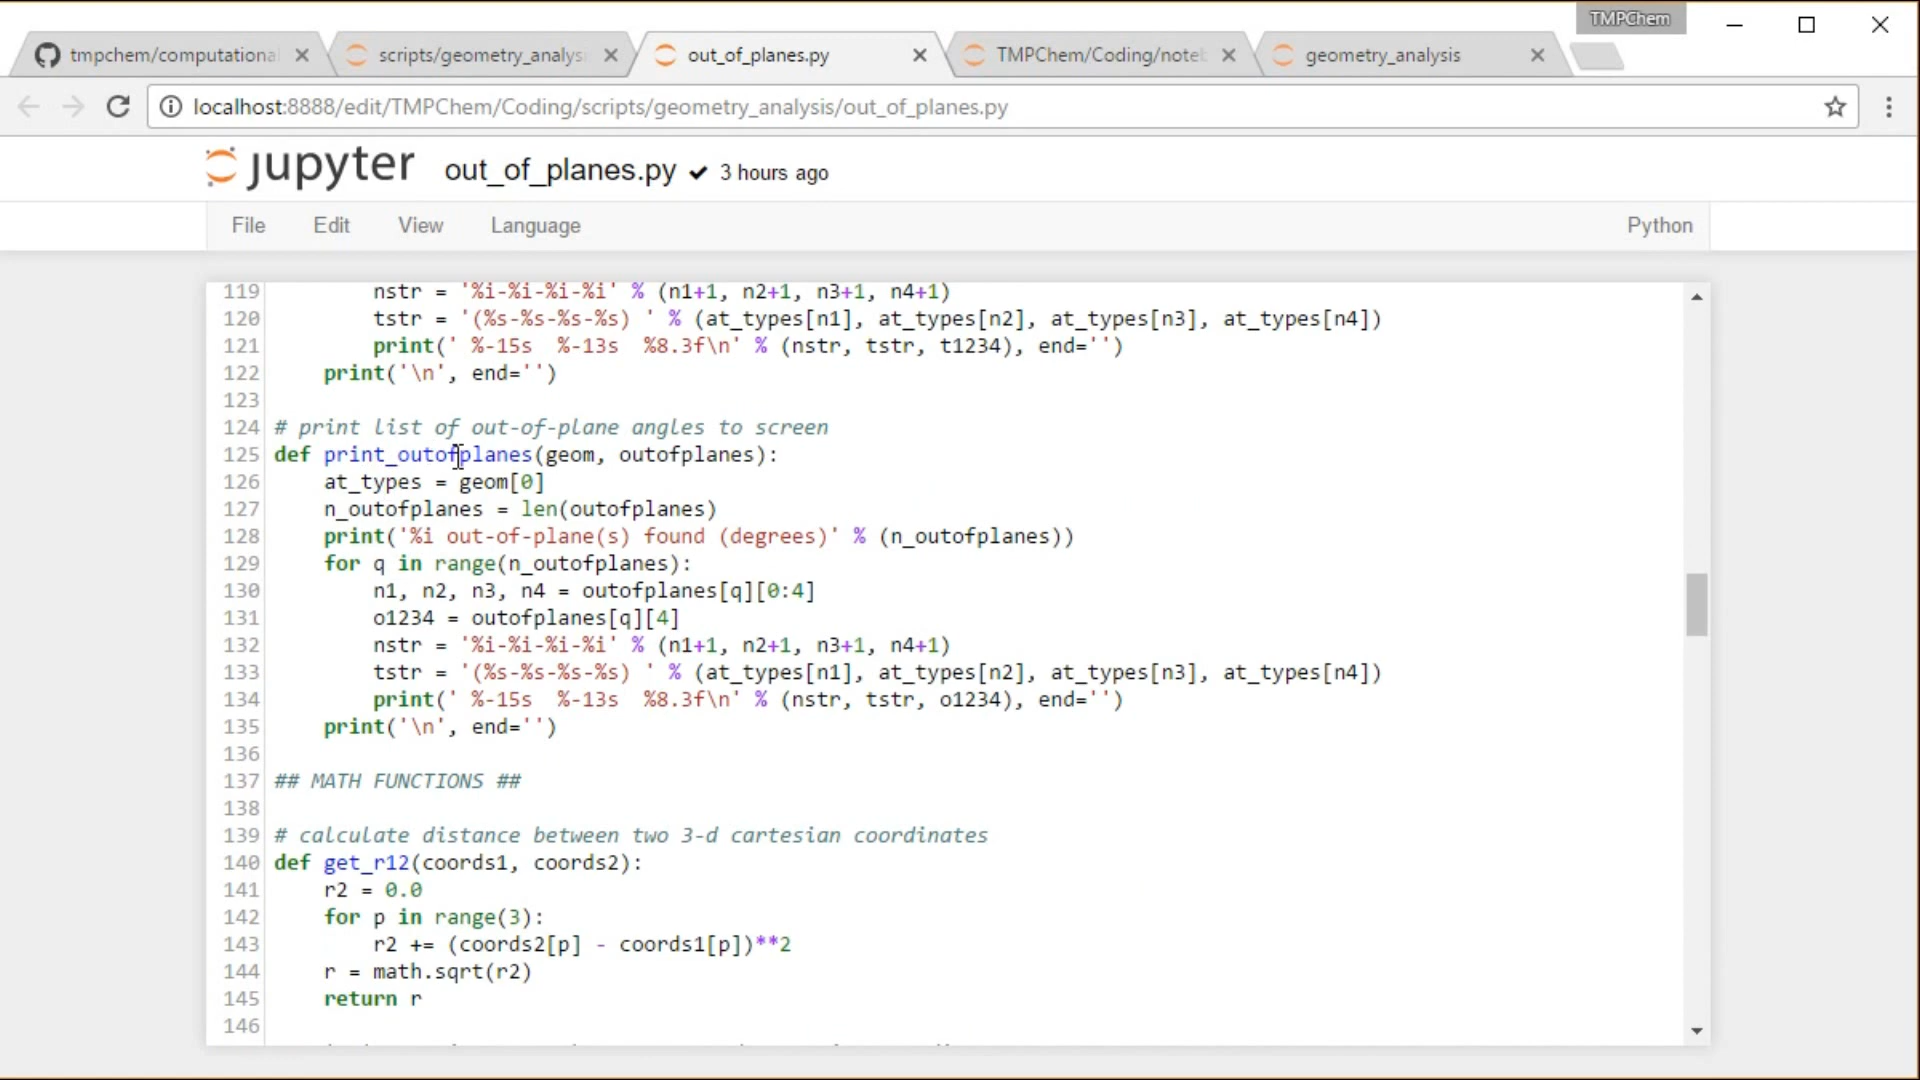 TMPChem
tmpchem/computational
scripts/geometry_analysi
out_of_planes.py
TMPChem/Coding/noteb
geometry_analysis
localhost:8888/edit/TMPChem/Coding/scripts/geometry_analysis/out_of_planes.py
jupyter out_of_planes.py ✔ 3 hours ago
File Edit View Language Python
119         nstr = '%i-%i-%i-%i' % (n1+1, n2+1, n3+1, n4+1)
120         tstr = '(%s-%s-%s-%s) ' % (at_types[n1], at_types[n2], at_types[n3], at_types[n4])
121         print(' %-15s  %-13s  %8.3f\n' % (nstr, tstr, t1234), end='')
122     print('\n', end='')
123
124 # print list of out-of-plane angles to screen
125 def print_outofplanes(geom, outofplanes):
126     at_types = geom[0]
127     n_outofplanes = len(outofplanes)
128     print('%i out-of-plane(s) found (degrees)' % (n_outofplanes))
129     for q in range(n_outofplanes):
130         n1, n2, n3, n4 = outofplanes[q][0:4]
131         o1234 = outofplanes[q][4]
132         nstr = '%i-%i-%i-%i' % (n1+1, n2+1, n3+1, n4+1)
133         tstr = '(%s-%s-%s-%s) ' % (at_types[n1], at_types[n2], at_types[n3], at_types[n4])
134         print(' %-15s  %-13s  %8.3f\n' % (nstr, tstr, o1234), end='')
135     print('\n', end='')
136
137 ## MATH FUNCTIONS ##
138
139 # calculate distance between two 3-d cartesian coordinates
140 def get_r12(coords1, coords2):
141     r2 = 0.0
142     for p in range(3):
143         r2 += (coords2[p] - coords1[p])**2
144     r = math.sqrt(r2)
145     return r
146